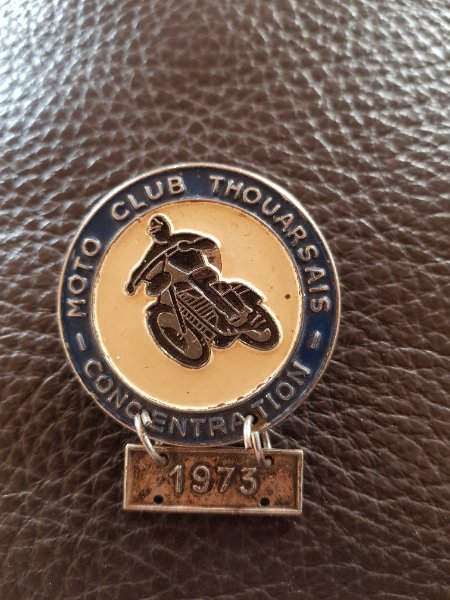 MOTO CLUB THOUARSAIS
= CONCENTRATION =
1973